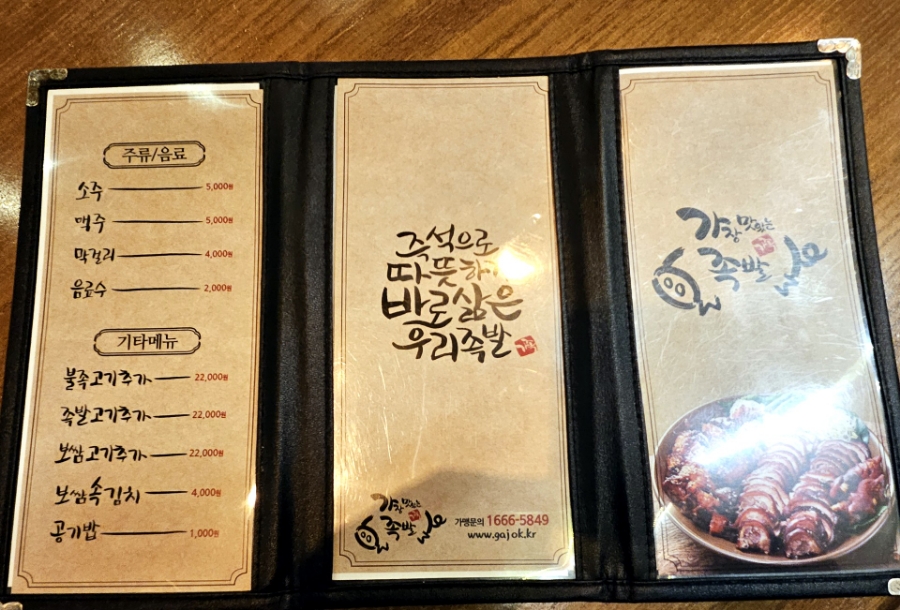 주류/음료
소주 5,000원
맥주 5,000원
막걸리 4,000원
음료수 2,000원
기타메뉴
불족고기추가 22,000원
족발고기추가 22,000원
보쌈고기추가 22,000원
보쌈속김치 4,000원
공기밥 1,000원
즉석으로
따뜻하게
바로삶은
우리족발
가장 맛있는
족발
가맹문의 1666-5849
www.gajok.kr
가장 맛있는
족발